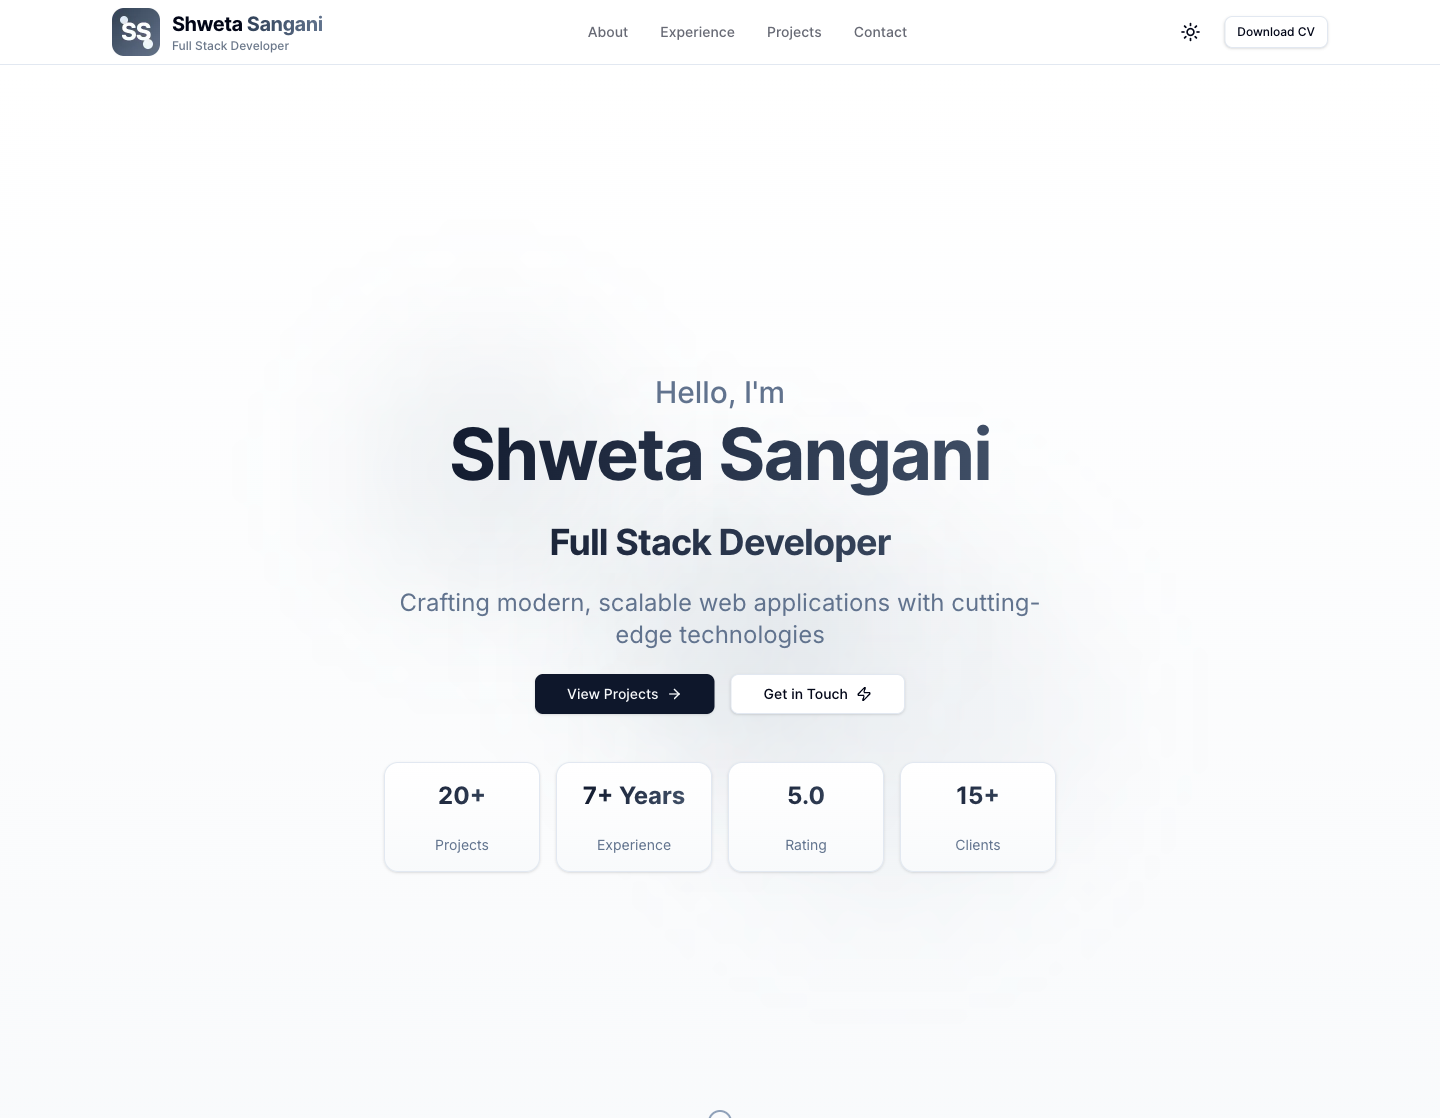 SS
Shweta Sangani
Full Stack Developer
About
Experience
Projects
Contact
Download CV
Hello, I'm
Shweta Sangani
Full Stack Developer
Crafting modern, scalable web applications with cutting-
edge technologies
View Projects
Get in Touch
20+
Projects
7+ Years
Experience
5.0
Rating
15+
Clients